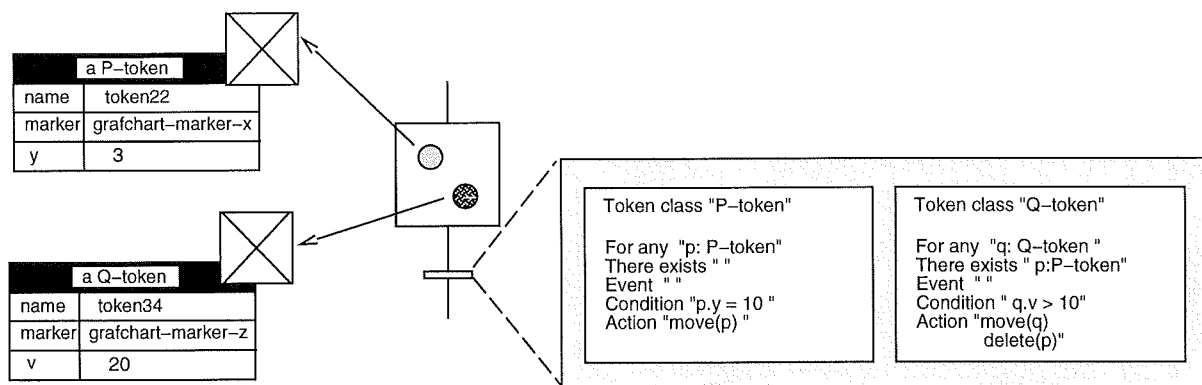 a P-token
name token22
marker grafchart-marker-x
y 3
a Q-token
name token34
marker grafchart-marker-z
v 20
Token class "P-token"
For any "p: P-token"
There exists " "
Event " "
Condition "p.y = 10 "
Action "move(p) "
Token class "Q-token"
For any "q: Q-token "
There exists " p:P-token"
Event " "
Condition " q.v > 10"
Action "move(q)
delete(p)"